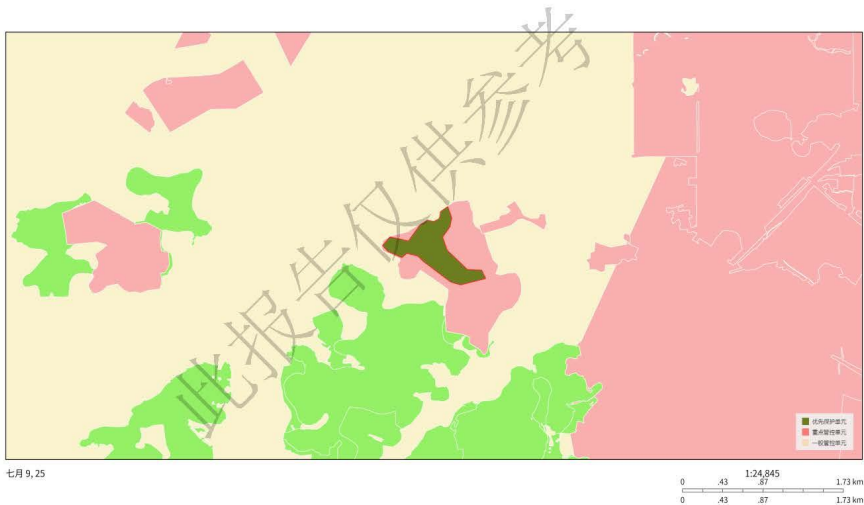 此报告仅供参考
优先保护单元
重点管控单元
一般管控单元
七月 9, 25
1:24,845
0 .43 .87 1.73 km
0 .43 .87 1.73 km